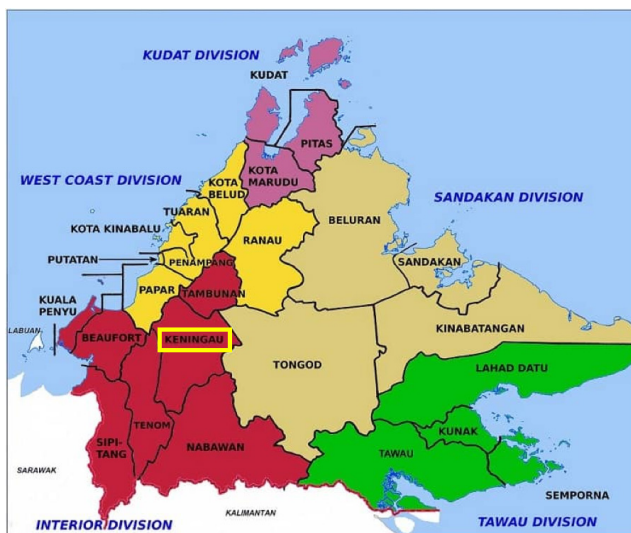 KUDAT DIVISION
KUDAT
PITAS
KOTA
MARUDU
WEST COAST DIVISION
KOTA
BELUD
SANDAKAN DIVISION
TUARAN
BELURAN
KOTA KINABALU
RANAU
PUTATAN
PENAMPANG
SANDAKAN
PAPAR
TAMBUNAN
KUALA
PENYU
LABUAN
BEAUFORT
KENINGAU
KINABATANGAN
TONGOD
LAHAD DATU
TENOM
KUNAK
SIPI-
TANG
NABAWAN
TAWAU
SARAWAK
SEMPORNA
KALIMANTAN
INTERIOR DIVISION
TAWAU DIVISION